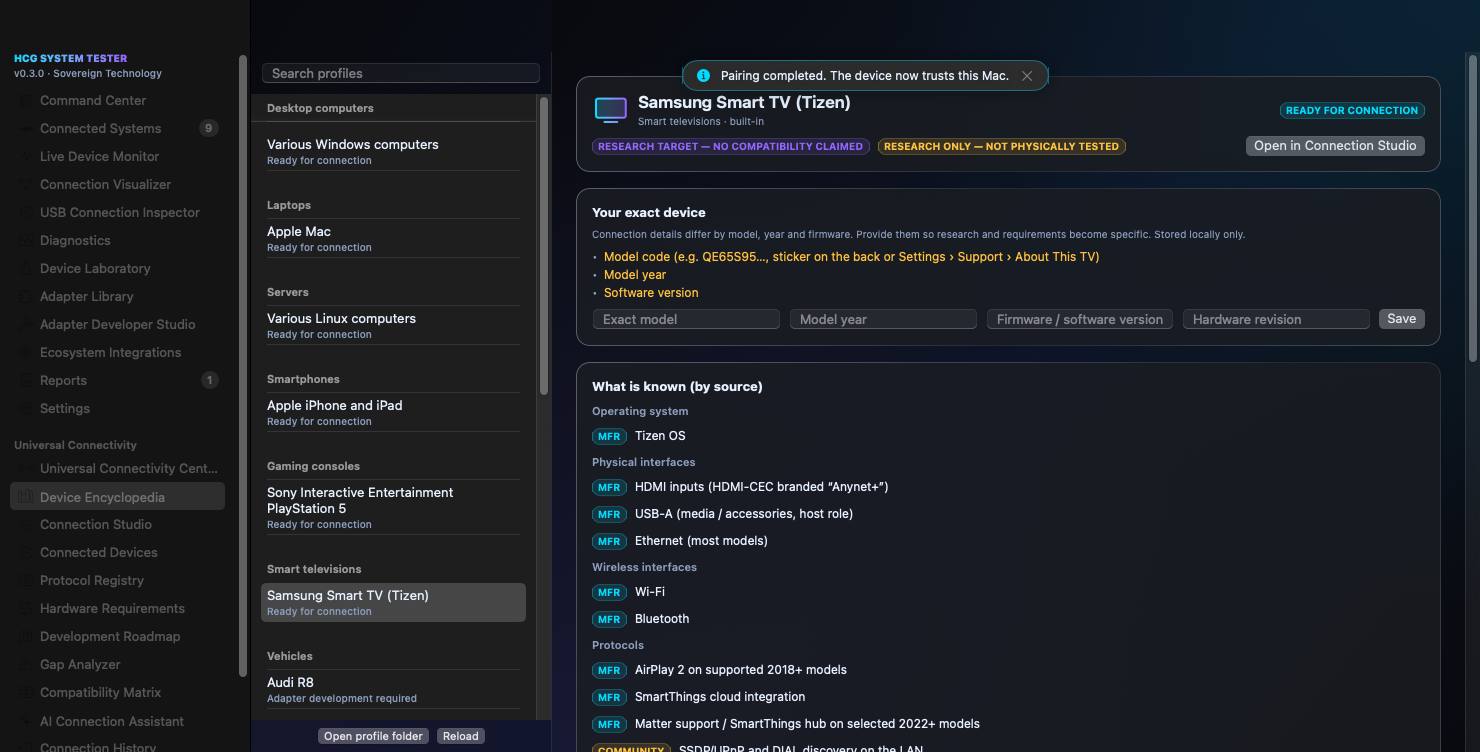 HCG SYSTEM TESTER
v0.3.0 · Sovereign Technology
Command Center
Connected Systems 9
Live Device Monitor
Connection Visualizer
USB Connection Inspector
Diagnostics
Device Laboratory
Adapter Library
Adapter Developer Studio
Ecosystem Integrations
Reports 1
Settings
Universal Connectivity
Universal Connectivity Cent...
Device Encyclopedia
Connection Studio
Connected Devices
Protocol Registry
Hardware Requirements
Development Roadmap
Gap Analyzer
Compatibility Matrix
AI Connection Assistant
Connection History
Search profiles
Desktop computers
Various Windows computers
Ready for connection
Laptops
Apple Mac
Ready for connection
Servers
Various Linux computers
Ready for connection
Smartphones
Apple iPhone and iPad
Ready for connection
Gaming consoles
Sony Interactive Entertainment
PlayStation 5
Ready for connection
Smart televisions
Samsung Smart TV (Tizen)
Ready for connection
Vehicles
Audi R8
Adapter development required
Open profile folder Reload
Pairing completed. The device now trusts this Mac.
Samsung Smart TV (Tizen)
Smart televisions · built-in
READY FOR CONNECTION
RESEARCH TARGET — NO COMPATIBILITY CLAIMED RESEARCH ONLY — NOT PHYSICALLY TESTED
Open in Connection Studio
Your exact device
Connection details differ by model, year and firmware. Provide them so research and requirements become specific. Stored locally only.
• Model code (e.g. QE65S95…, sticker on the back or Settings › Support › About This TV)
• Model year
• Software version
Exact model Model year Firmware / software version Hardware revision Save
What is known (by source)
Operating system
MFR Tizen OS
Physical interfaces
MFR HDMI inputs (HDMI-CEC branded “Anynet+”)
MFR USB-A (media / accessories, host role)
MFR Ethernet (most models)
Wireless interfaces
MFR Wi-Fi
MFR Bluetooth
Protocols
MFR AirPlay 2 on supported 2018+ models
MFR SmartThings cloud integration
MFR Matter support / SmartThings hub on selected 2022+ models
COMMUNITY SSDP/UPnP and DIAL discovery on the LAN